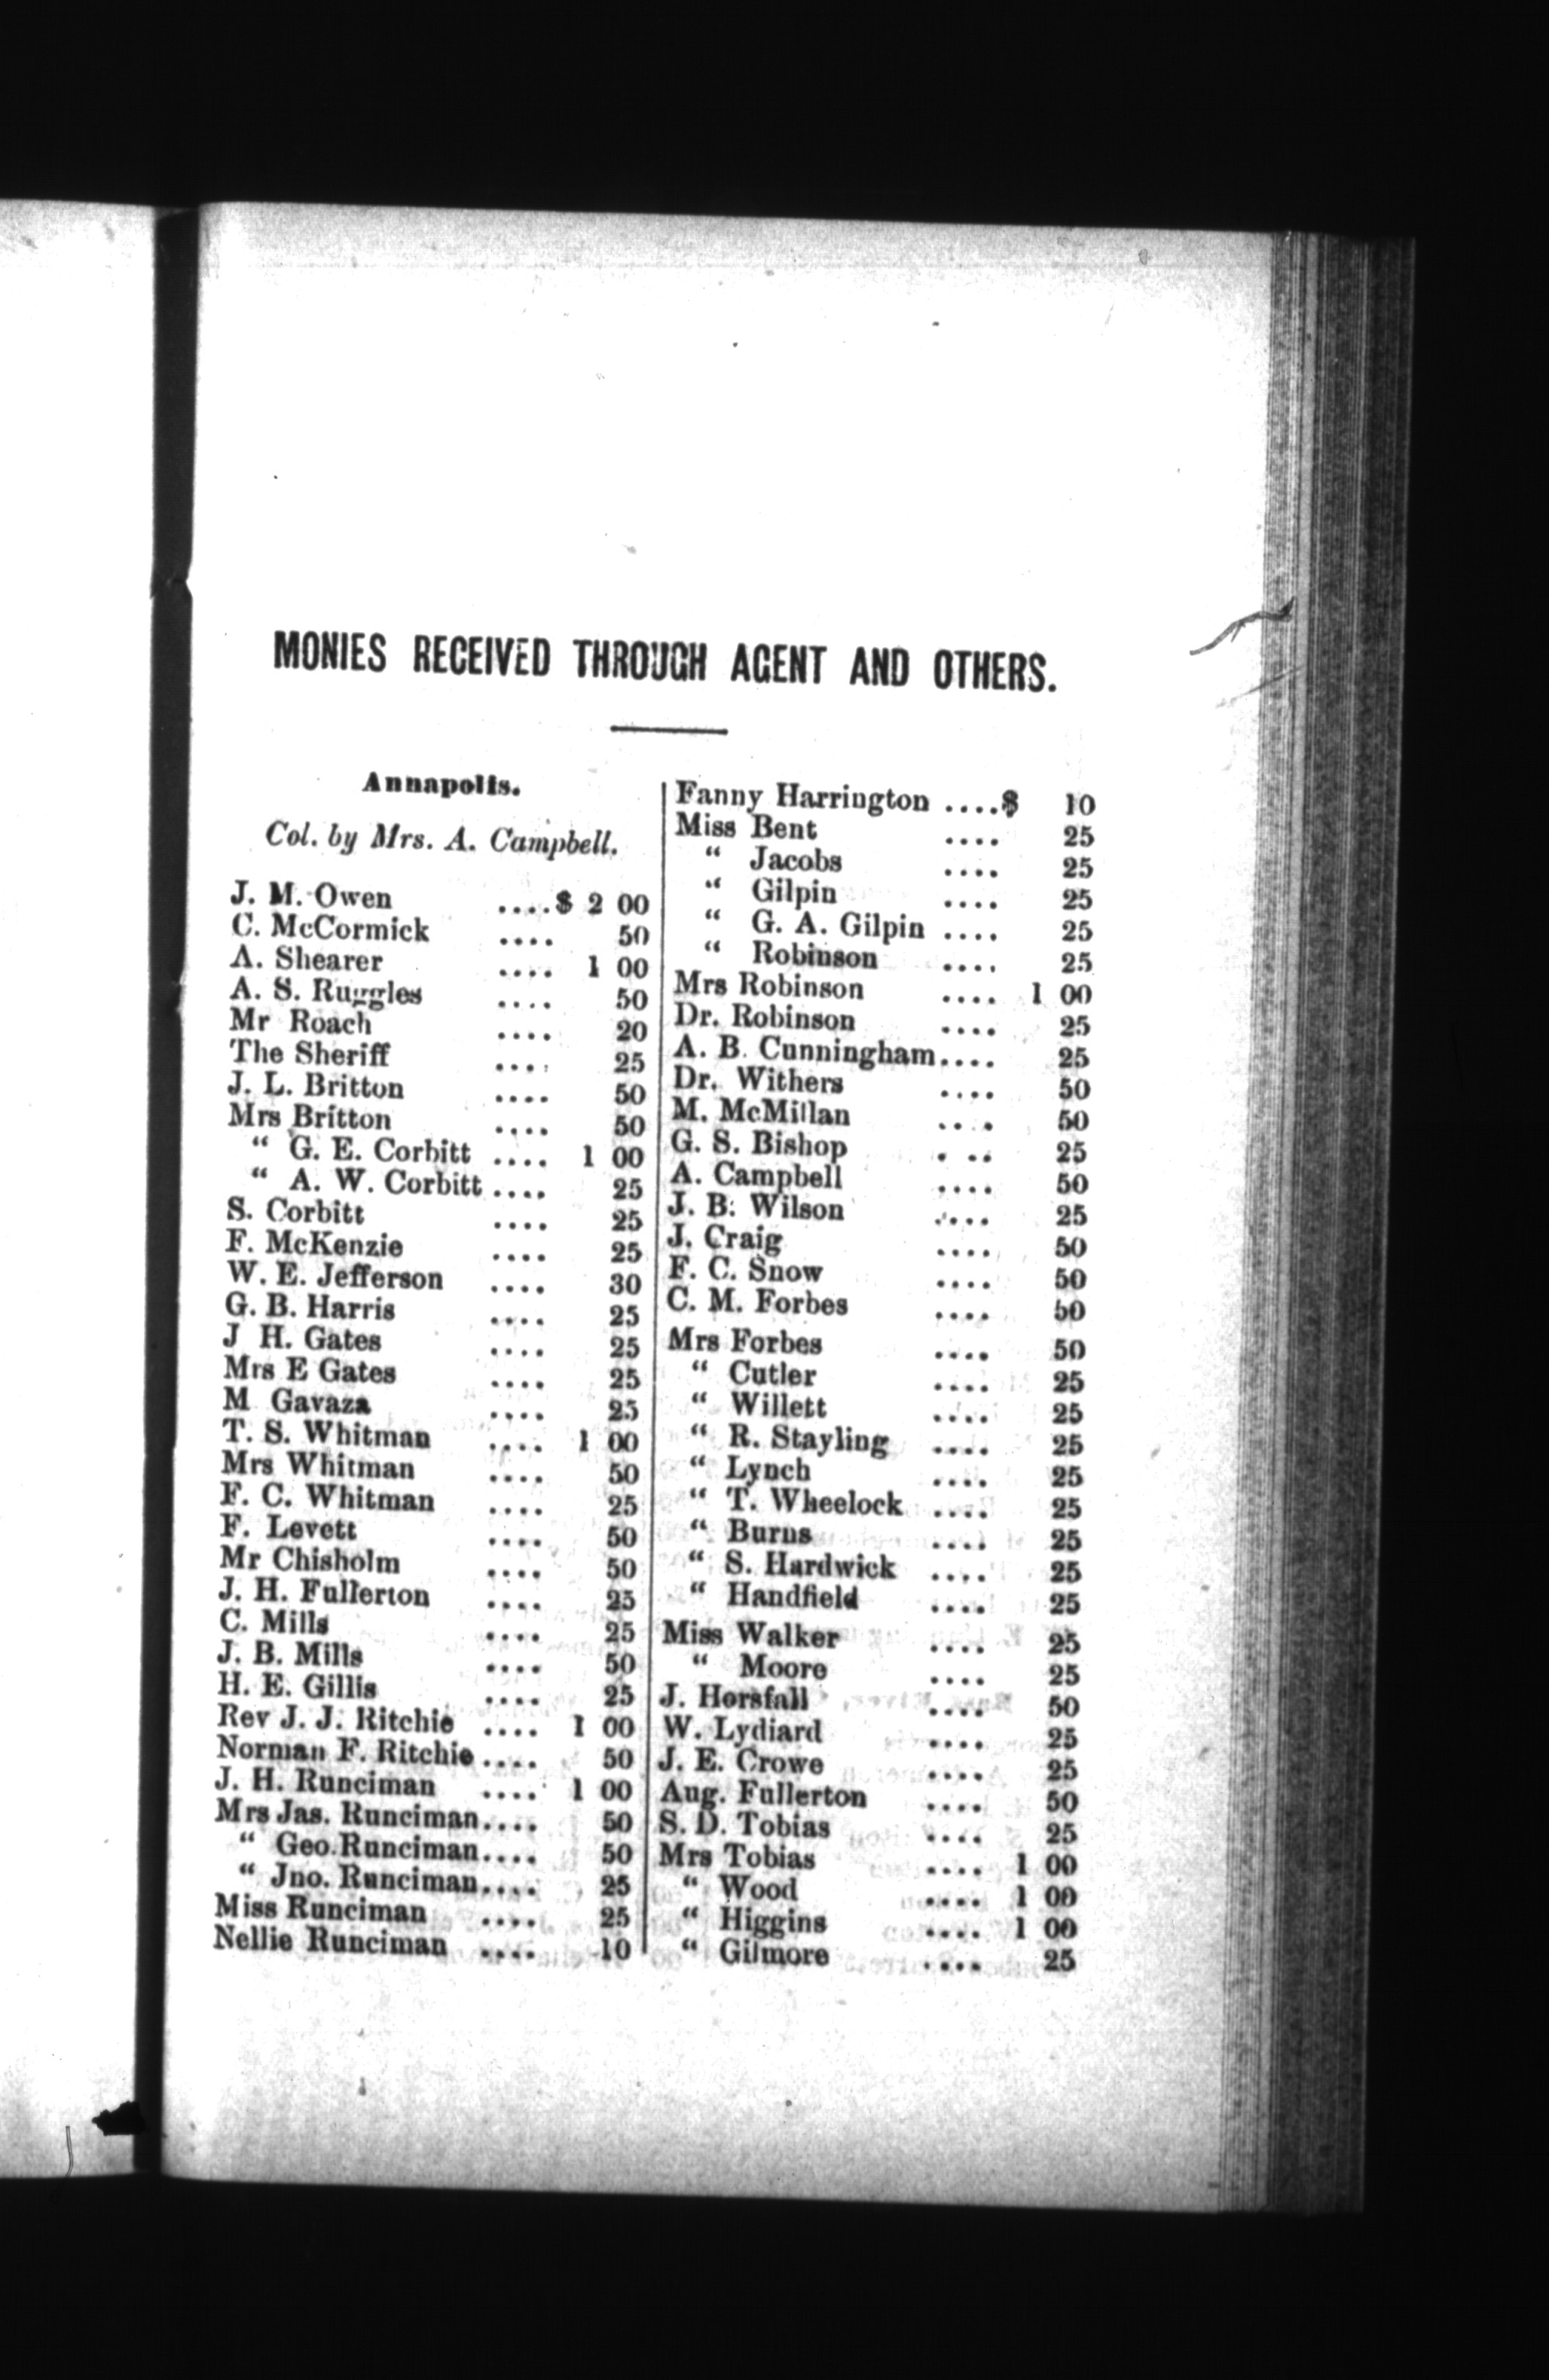 MONIES RECEIVED THROUGH AGENT AND OTHERS.
Annapolis.
Col. by Mrs. A. Campbell.
J. M. Owen ....$ 2 00
C. McCormick .... 50
A. Shearer .... 1 00
A. S. Ruggles .... 50
Mr Roach .... 20
The Sheriff .... 25
J. L. Britton .... 50
Mrs Britton .... 50
“ G. E. Corbitt .... 1 00
“ A. W. Corbitt .... 25
S. Corbitt .... 25
F. McKenzie .... 25
W. E. Jefferson .... 30
G. B. Harris .... 25
J H. Gates .... 25
Mrs E Gates .... 25
M Gavaza .... 25
T. S. Whitman .... 1 00
Mrs Whitman .... 50
F. C. Whitman .... 25
F. Levett .... 50
Mr Chisholm .... 50
J. H. Fullerton .... 25
C. Mills .... 25
J. B. Mills .... 50
H. E. Gillis .... 25
Rev J. J. Ritchie .... 1 00
Norman F. Ritchie .... 50
J. H. Runciman .... 1 00
Mrs Jas. Runciman.... 50
“ Geo. Runciman.... 50
“ Jno. Runciman.... 25
Miss Runciman .... 25
Nellie Runciman .... 10
Fanny Harrington ....$ 10
Miss Bent .... 25
“ Jacobs .... 25
“ Gilpin .... 25
“ G. A. Gilpin .... 25
“ Robinson .... 25
Mrs Robinson .... 1 00
Dr. Robinson .... 25
A. B. Cunningham.... 25
Dr. Withers .... 50
M. McMillan .... 50
G. S. Bishop . .. 25
A. Campbell .... 50
J. B. Wilson .... 25
J. Craig .... 50
F. C. Snow .... 50
C. M. Forbes .... 50
Mrs Forbes .... 50
“ Cutler .... 25
“ Willett .... 25
“ R. Stayling .... 25
“ Lynch .... 25
“ T. Wheelock .... 25
“ Burns .... 25
“ S. Hardwick .... 25
“ Handfield .... 25
Miss Walker .... 25
“ Moore .... 25
J. Horsfall .... 50
W. Lydiard .... 25
J. E. Crowe .... 25
Aug. Fullerton .... 50
S. D. Tobias .... 25
Mrs Tobias .... 1 00
“ Wood .... 1 00
“ Higgins .... 1 00
“ Gilmore .... 25